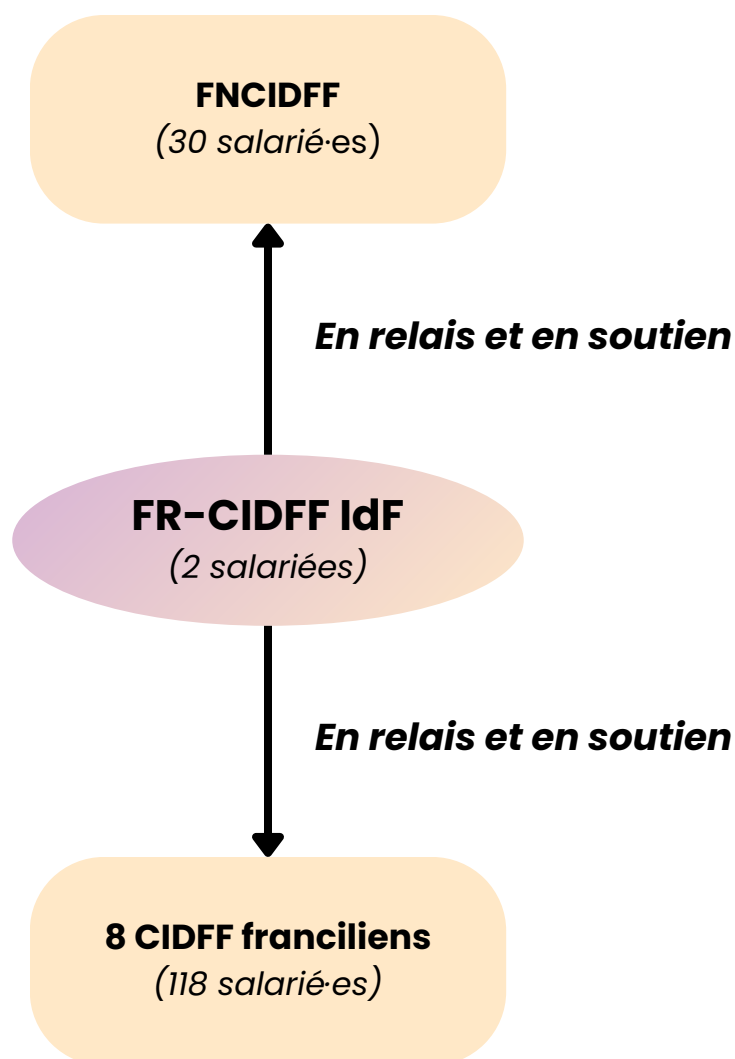 FNCIDFF
(30 salarié·es)
En relais et en soutien
FR-CIDFF IdF
(2 salariées)
En relais et en soutien
8 CIDFF franciliens
(118 salarié·es)